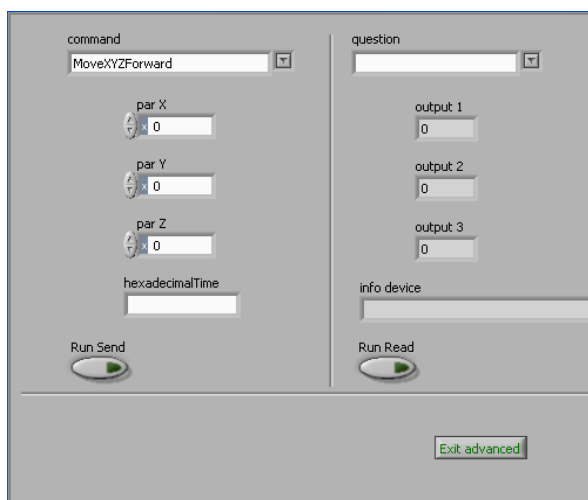 command
MoveXYZForward
par X
x 0
par Y
x 0
par Z
x 0
hexadecimalTime
Run Send
question
output 1
0
output 2
0
output 3
0
info device
Run Read
Exit advanced